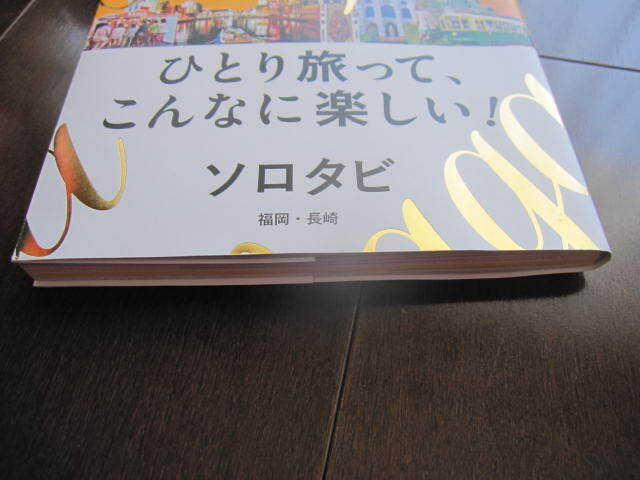 ひとり旅って、
こんなに楽しい!
ソロタビ
福岡・長崎